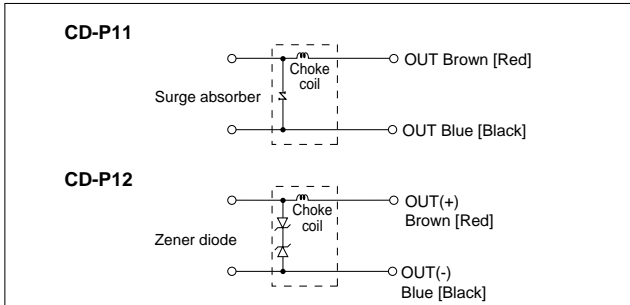 CD-P11
OUT Brown [Red]
Choke
coil
Surge absorber
OUT Blue [Black]
CD-P12
OUT(+)
Brown [Red]
Choke
coil
Zener diode
OUT(-)
Blue [Black]